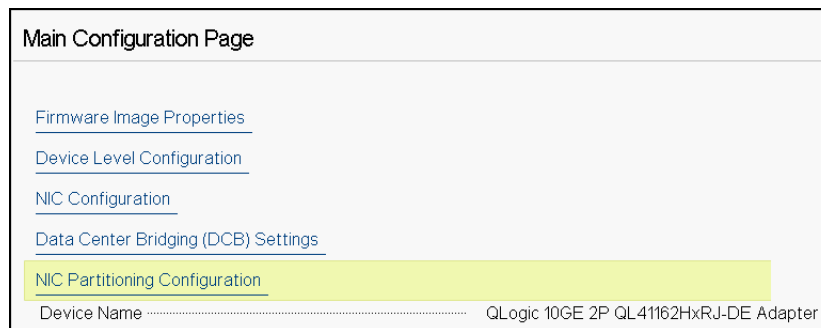 Main Configuration Page
Firmware Image Properties
Device Level Configuration
NIC Configuration
Data Center Bridging (DCB) Settings
NIC Partitioning Configuration
Device Name QLogic 10GE 2P QL41162HxRJ-DE Adapter